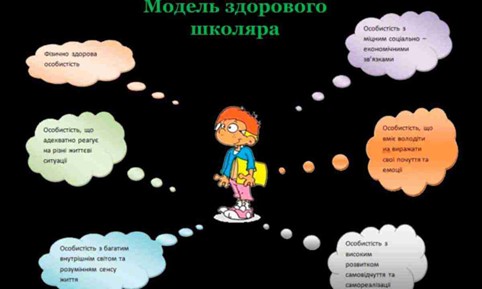 Модель здорового
школяра
Фізично здорова
особистість
Особистість з
міцним соціально –
економічними
зв'язками
Особистість, що
адекватно реагує
на різні життєві
ситуації
Особистість, що
вміє володіти
на виражати
свої почуття та
емоції
Особистість з багатим
внутрішнім світом та
розумінням сенсу
життя
Особистість з
високим
розвитком
самовідчуття та
самореалізації